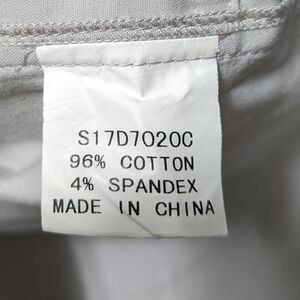 S17D7020C
96% COTTON
4% SPANDEX
MADE IN CHINA